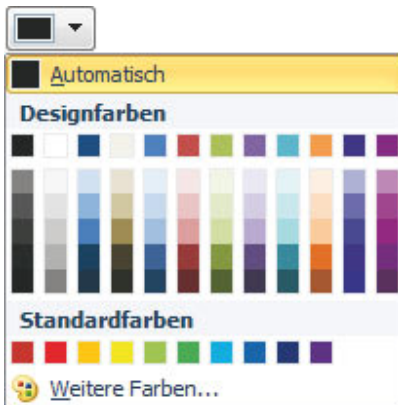 Automatisch
Designfarben
Standardfarben
Weitere Farben...